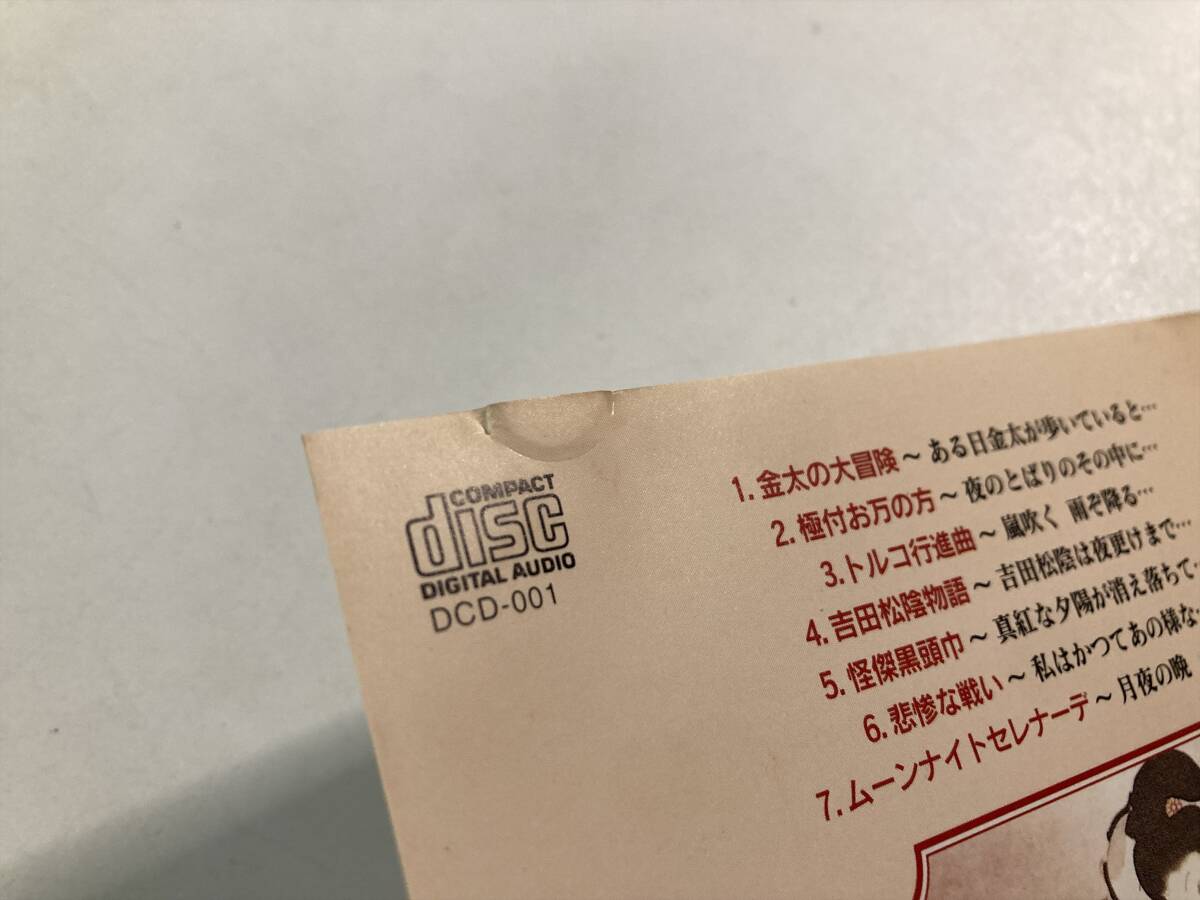 COMPACT
disc
DIGITAL AUDIO
DCD-001
1.金太の大冒険～ある日金太が歩いていると…
2.極付お万の方～夜のとばりのその中に…
3.トルコ行進曲～嵐吹く 雨ぞ降る…
4.吉田松陰物語～吉田松陰は夜更けまで…
5.怪傑黒頭巾～真紅な夕陽が消え落ちて…
6.悲惨な戦い～私はかつてあの様な…
7.ムーンナイトセレナーデ～月夜の晩